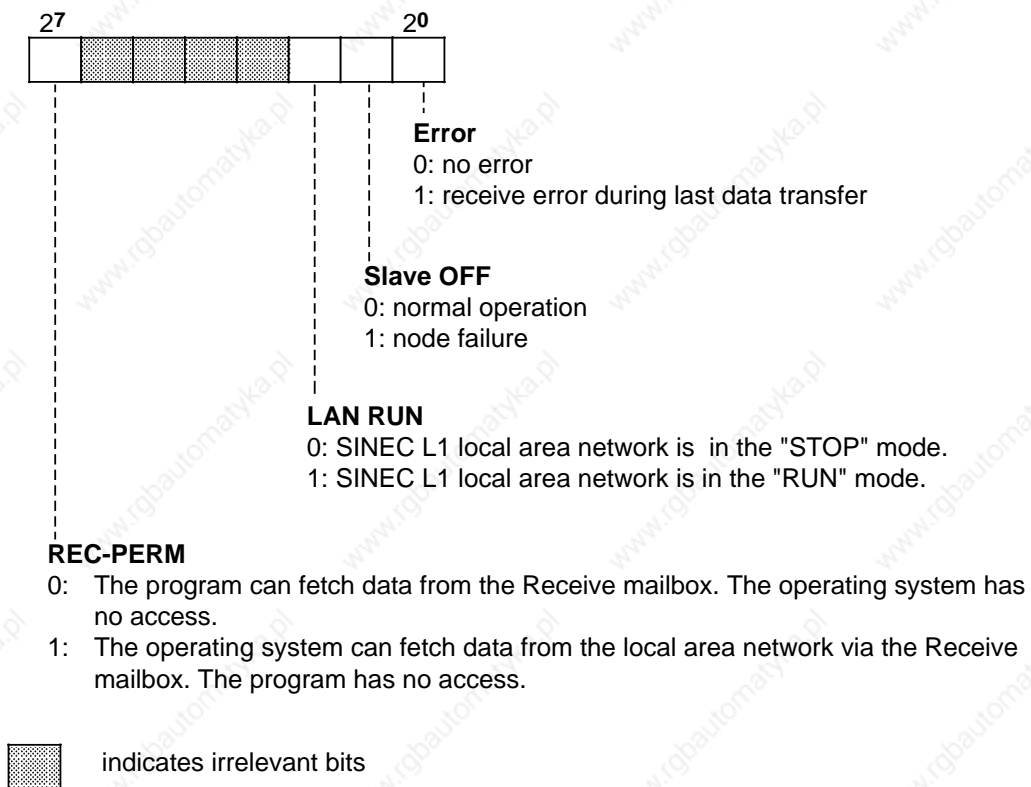 2⁷ 2⁰
Error
0: no error
1: receive error during last data transfer
Slave OFF
0: normal operation
1: node failure
LAN RUN
0: SINEC L1 local area network is in the "STOP" mode.
1: SINEC L1 local area network is in the "RUN" mode.
REC-PERM
0: The program can fetch data from the Receive mailbox. The operating system has
no access.
1: The operating system can fetch data from the local area network via the Receive
mailbox. The program has no access.
indicates irrelevant bits
www.rgbautomatyka.pl